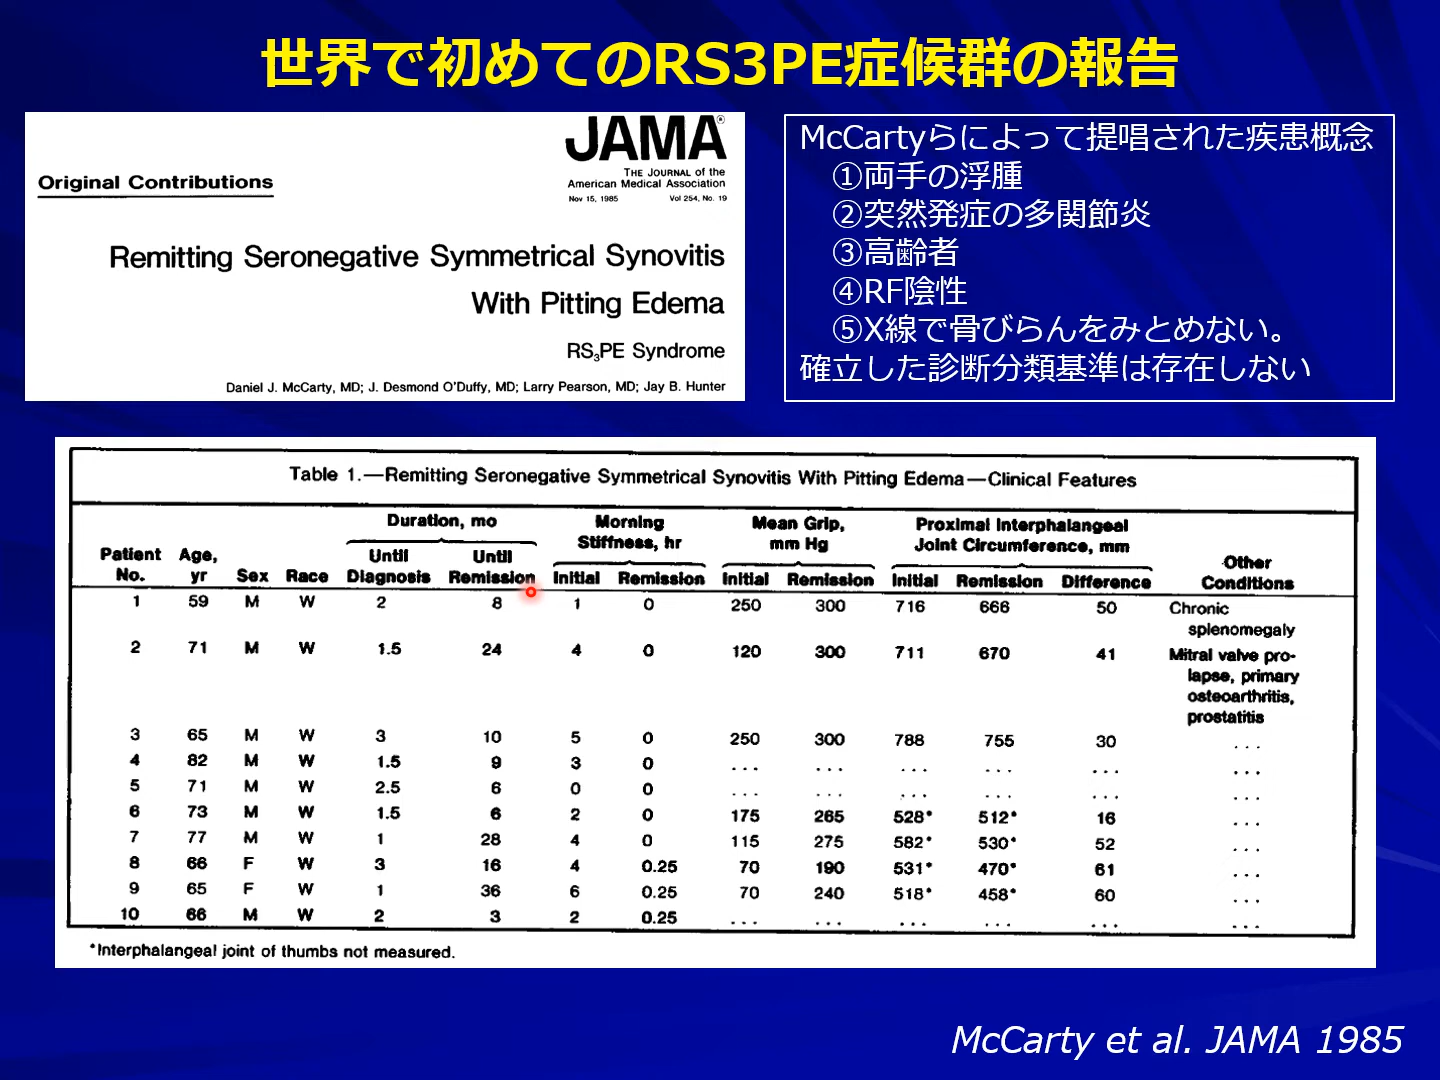 世界で初めてのRS3PE症候群の報告
JAMA®
THE JOURNAL of the
American Medical Association
Nov 15, 1985 Vol 254, No. 19
Original Contributions
Remitting Seronegative Symmetrical Synovitis
With Pitting Edema
RS3PE Syndrome
Daniel J. McCarty, MD; J. Desmond O'Duffy, MD; Larry Pearson, MD; Jay B. Hunter
McCartyらによって提唱された疾患概念
①両手の浮腫
②突然発症の多関節炎
③高齢者
④RF陰性
⑤X線で骨びらんをみとめない。
確立した診断分類基準は存在しない
Table 1.—Remitting Seronegative Symmetrical Synovitis With Pitting Edema—Clinical Features
Duration, mo Morning Stiffness, hr Mean Grip, mm Hg Proximal Interphalangeal Joint Circumference, mm
Patient No. Age, yr Sex Race Until Diagnosis Until Remission Initial Remission Initial Remission Initial Remission Difference Other Conditions
1 59 M W 2 8 1 0 250 300 716 666 50 Chronic
splenomegaly
2 71 M W 1.5 24 4 0 120 300 711 670 41 Mitral valve pro-
lapse, primary
osteoarthritis,
prostatitis
3 65 M W 3 10 5 0 250 300 788 755 30 ...
4 82 M W 1.5 9 3 0 ... ... ... ... ... ...
5 71 M W 2.5 6 0 0 ... ... ... ... ... ...
6 73 M W 1.5 6 2 0 175 265 528* 512* 16 ...
7 77 M W 1 28 4 0 115 275 582* 530* 52 ...
8 66 F W 3 16 4 0.25 70 190 531* 470* 61 ...
9 65 F W 1 36 6 0.25 70 240 518* 458* 60 ...
10 66 M W 2 3 2 0.25 ... ... ... ... ... ...
*Interphalangeal joint of thumbs not measured.
McCarty et al. JAMA 1985